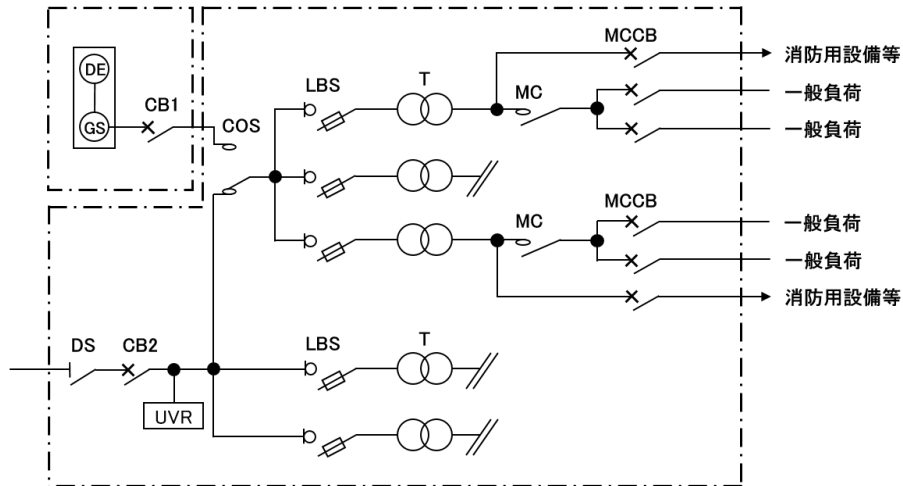 MCCB
消防用設備等
DE
LBS
T
MC
一般負荷
CB1
COS
GS
一般負荷
MCCB
MC
一般負荷
一般負荷
消防用設備等
DS
CB2
LBS
T
UVR